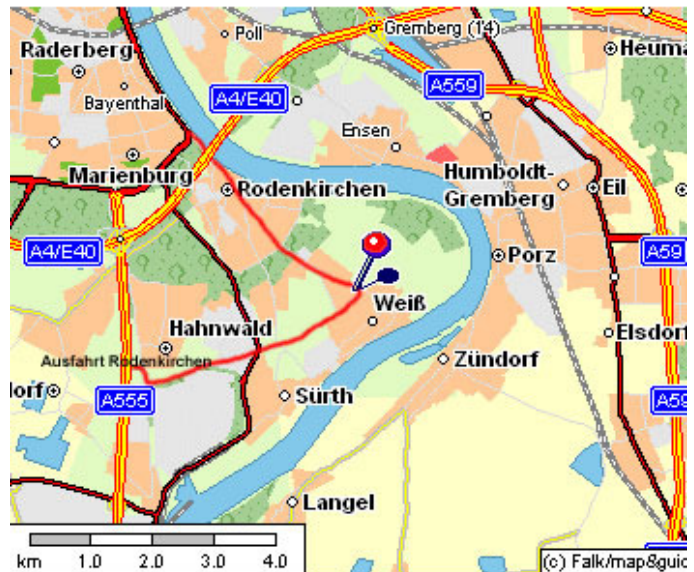 Raderberg
Poll
Gremberg (14)
Heuma
Bayenthal
A4/E40
A559
Ensen
Marienburg
Rodenkirchen
Humboldt-
Gremberg
Eil
A4/E40
Porz
A59
Weiß
Hahnwald
Elsdorf
Ausfahrt Rodenkirchen
Zündorf
dorf
A555
Sürth
A59
Langel
km 1.0 2.0 3.0 4.0
(c) Falk/map&guid